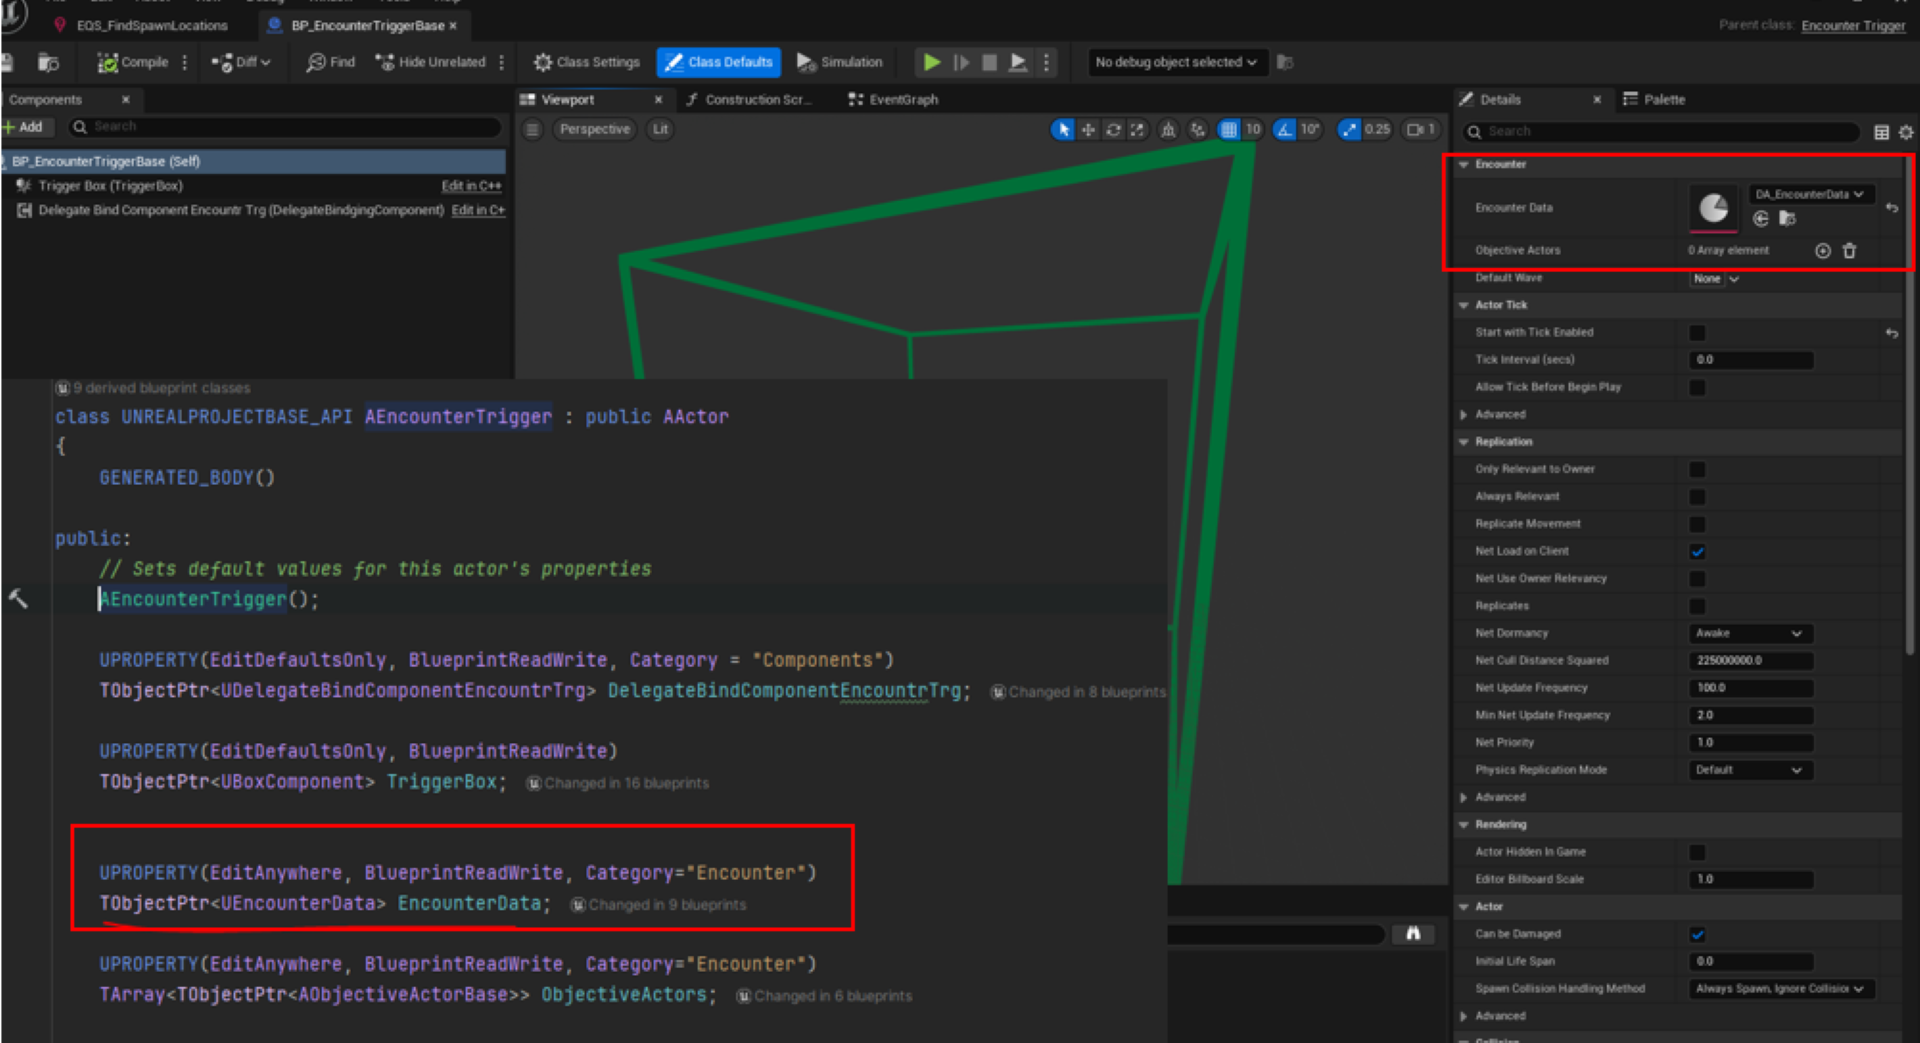 EQS_FindSpawnLocations
BP_EncounterTriggerBase
Parent class: Encounter Trigger
Compile
Diff
Find
Hide Unrelated
Class Settings
Class Defaults
Simulation
No debug object selected
Components
Add
Search
BP_EncounterTriggerBase (Self)
Trigger Box (TriggerBox) Edit in C++
Delegate Bind Component Encountr Trg (DelegateBindgingComponent) Edit in C+
Viewport
Construction Scr...
EventGraph
Perspective
Lit
10
10°
0.25
1
9 derived blueprint classes
class UNREALPROJECTBASE_API AEncounterTrigger : public AActor
{
GENERATED_BODY()
public:
// Sets default values for this actor's properties
AEncounterTrigger();
UPROPERTY(EditDefaultsOnly, BlueprintReadWrite, Category = "Components")
TObjectPtr<UDelegateBindComponentEncountrTrg> DelegateBindComponentEncountrTrg; Changed in 8 blueprints
UPROPERTY(EditDefaultsOnly, BlueprintReadWrite)
TObjectPtr<UBoxComponent> TriggerBox; Changed in 16 blueprints
UPROPERTY(EditAnywhere, BlueprintReadWrite, Category="Encounter")
TObjectPtr<UEncounterData> EncounterData; Changed in 9 blueprints
UPROPERTY(EditAnywhere, BlueprintReadWrite, Category="Encounter")
TArray<TObjectPtr<AObjectiveActorBase>> ObjectiveActors; Changed in 6 blueprints
Details
Palette
Search
Encounter
Encounter Data DA_EncounterData
Objective Actors 0 Array element
Default Wave None
Actor Tick
Start with Tick Enabled
Tick Interval (secs) 0.0
Allow Tick Before Begin Play
Advanced
Replication
Only Relevant to Owner
Always Relevant
Replicate Movement
Net Load on Client
Net Use Owner Relevancy
Replicates
Net Dormancy Awake
Net Cull Distance Squared 225000000.0
Net Update Frequency 100.0
Min Net Update Frequency 2.0
Net Priority 1.0
Physics Replication Mode Default
Advanced
Rendering
Actor Hidden In Game
Editor Billboard Scale 1.0
Actor
Can be Damaged
Initial Life Span 0.0
Spawn Collision Handling Method Always Spawn, Ignore Collision
Advanced